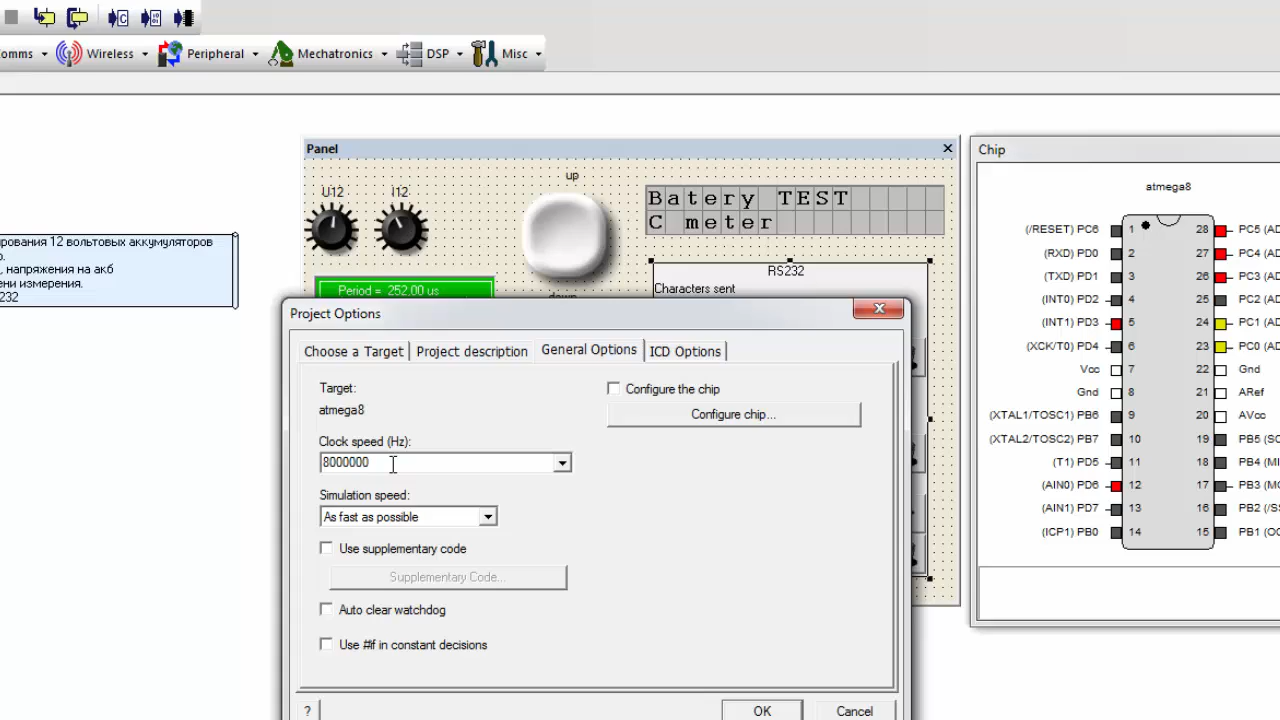 omms Wireless Peripheral Mechatronics DSP Misc
Panel
Chip
U12 I12 up
atmega8
Batery TEST
C meter
рования 12 вольтовых аккумуляторов
о.
, напряжения на акб
ени измерения.
232
Period = 252,00 us
RS232
Characters sent
down
Project Options
Choose a Target Project description General Options ICD Options
Target:
atmega8
Clock speed (Hz):
8000000
Simulation speed:
As fast as possible
Use supplementary code
Supplementary Code...
Auto clear watchdog
Use #if in constant decisions
Configure the chip
Configure chip...
? OK Cancel
(/RESET) PC6 1 28 PC5 (AD
(RXD) PD0 2 27 PC4 (AD
(TXD) PD1 3 26 PC3 (AD
(INT0) PD2 4 25 PC2 (AD
(INT1) PD3 5 24 PC1 (AD
(XCK/T0) PD4 6 23 PC0 (AD
Vcc 7 22 Gnd
Gnd 8 21 ARef
(XTAL1/TOSC1) PB6 9 20 AVcc
(XTAL2/TOSC2) PB7 10 19 PB5 (SC
(T1) PD5 11 18 PB4 (MI
(AIN0) PD6 12 17 PB3 (MO
(AIN1) PD7 13 16 PB2 (/SS
(ICP1) PB0 14 15 PB1 (OC